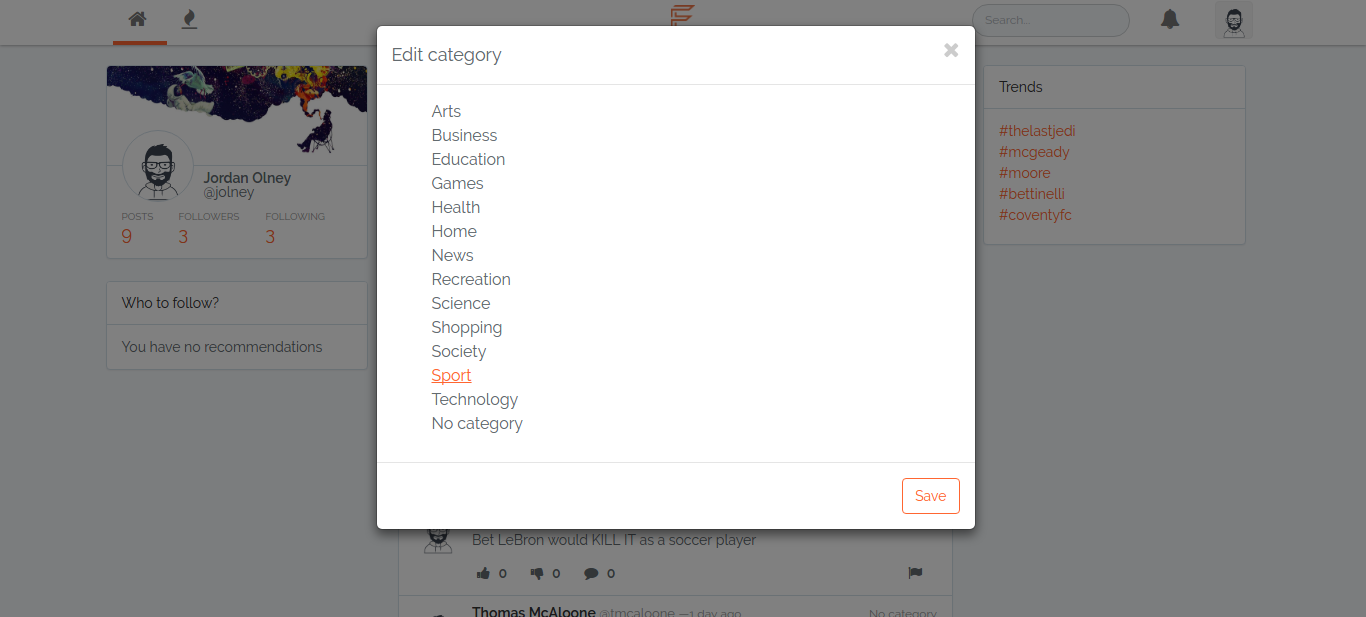 Search...
Edit category
Arts
Business
Education
Games
Health
Home
News
Recreation
Science
Shopping
Society
Sport
Technology
No category
Save
Jordan Olney
@jolney
POSTS FOLLOWERS FOLLOWING
9 3 3
Who to follow?
You have no recommendations
Trends
#thelastjedi
#mcgeady
#moore
#bettinelli
#coventyfc
Bet LeBron would KILL IT as a soccer player
0 0 0
Thomas McAloone @tmcaloone —1 day ago No category